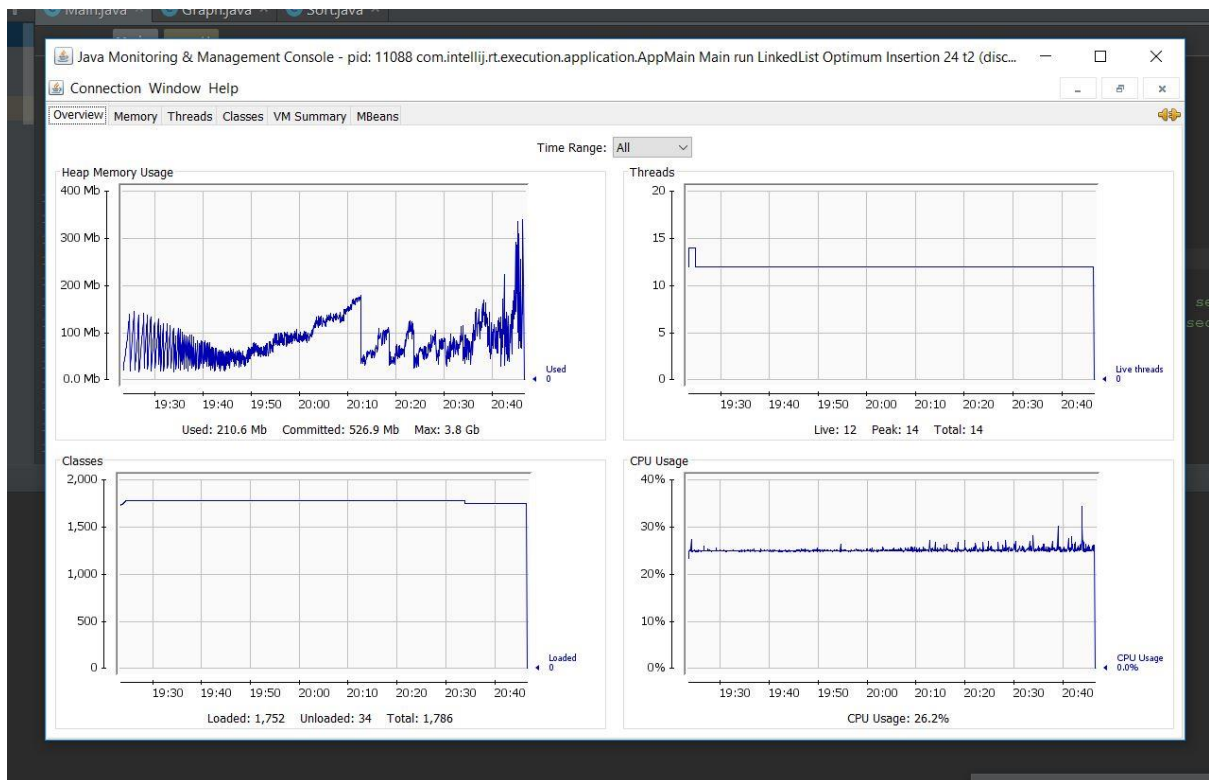 Main.java
Graph.java
Sort.java
Java Monitoring & Management Console - pid: 11088 com.intellij.rt.execution.application.AppMain Main run LinkedList Optimum Insertion 24 t2 (disc...
Connection Window Help
Overview Memory Threads Classes VM Summary MBeans
Time Range: All
Heap Memory Usage
400 Mb
300 Mb
200 Mb
100 Mb
0.0 Mb
Used
0
19:30 19:40 19:50 20:00 20:10 20:20 20:30 20:40
Used: 210.6 Mb Committed: 526.9 Mb Max: 3.8 Gb
Threads
20
15
10
5
0
Live threads
0
19:30 19:40 19:50 20:00 20:10 20:20 20:30 20:40
Live: 12 Peak: 14 Total: 14
Classes
2,000
1,500
1,000
500
0
Loaded
0
19:30 19:40 19:50 20:00 20:10 20:20 20:30 20:40
Loaded: 1,752 Unloaded: 34 Total: 1,786
CPU Usage
40%
30%
20%
10%
0%
CPU Usage
0.0%
19:30 19:40 19:50 20:00 20:10 20:20 20:30 20:40
CPU Usage: 26.2%